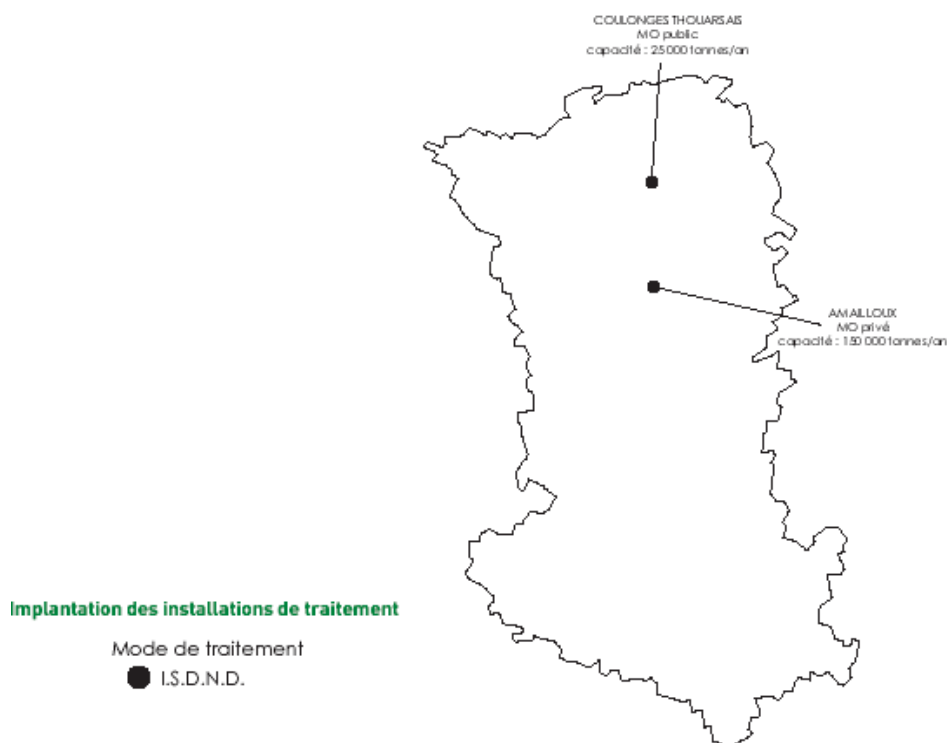 COULONGES THOUARSAIS
MO public
capacité : 25 000 tonnes/an
AMAILLOUX
MO privé
capacité : 150 000 tonnes/an
Implantation des installations de traitement
Mode de traitement
I.S.D.N.D.